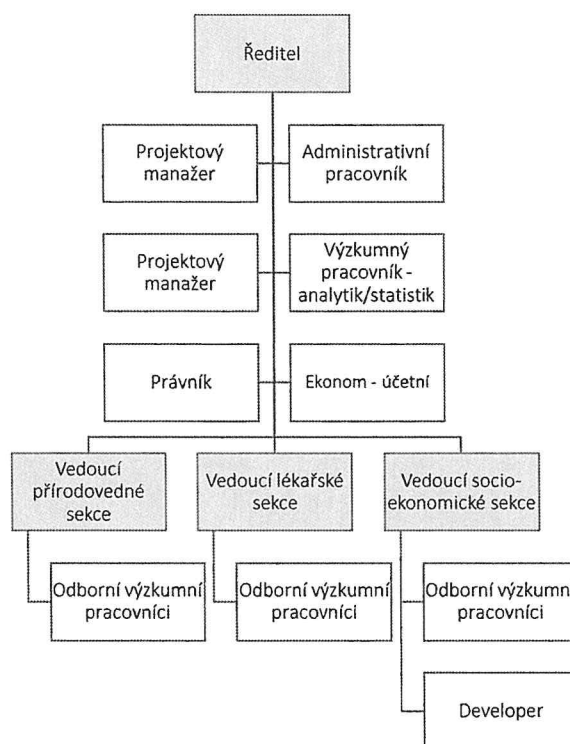 Ředitel
Projektový
manažer
Administrativní
pracovník
Projektový
manažer
Výzkumný
pracovník -
analytik/statistik
Právník
Ekonom - účetní
Vedoucí
přírodovedné
sekce
Vedoucí lékařské
sekce
Vedoucí socio-
ekonomické sekce
Odborní výzkumní
pracovníci
Odborní výzkumní
pracovníci
Odborní výzkumn
pracovníci
Developer